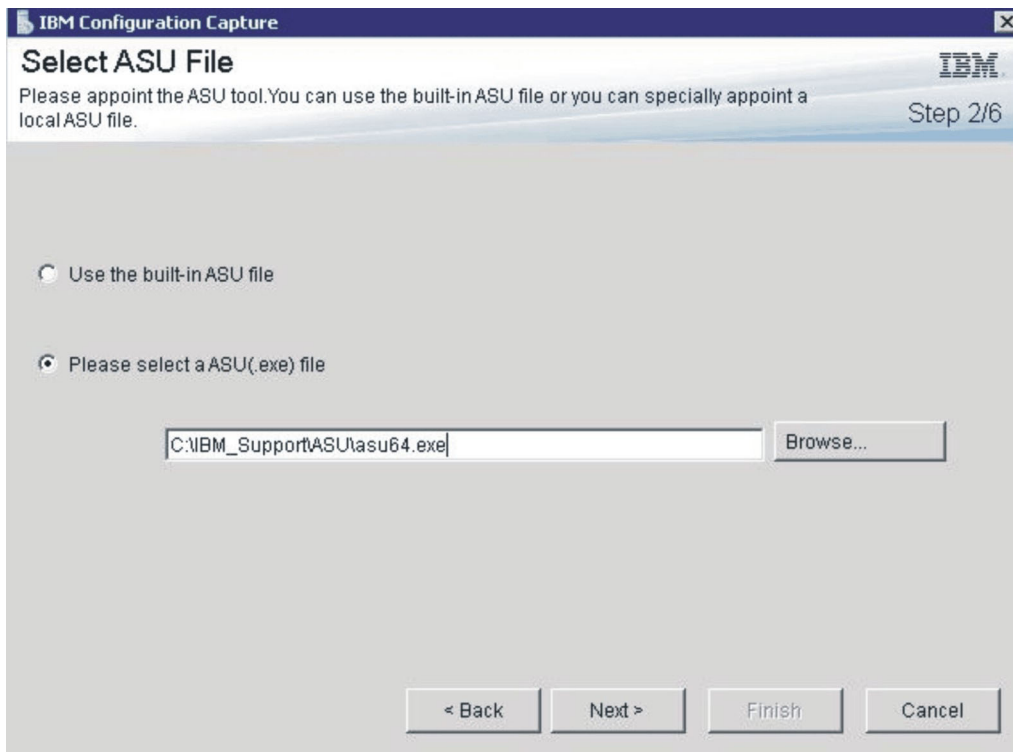 IBM Configuration Capture
Select ASU File
IBM
Please appoint the ASU tool.You can use the built-in ASU file or you can specially appoint a
local ASU file.
Step 2/6
Use the built-in ASU file
Please select a ASU(.exe) file
C:\IBM_Support\ASU\asu64.exe
Browse...
< Back
Next >
Finish
Cancel